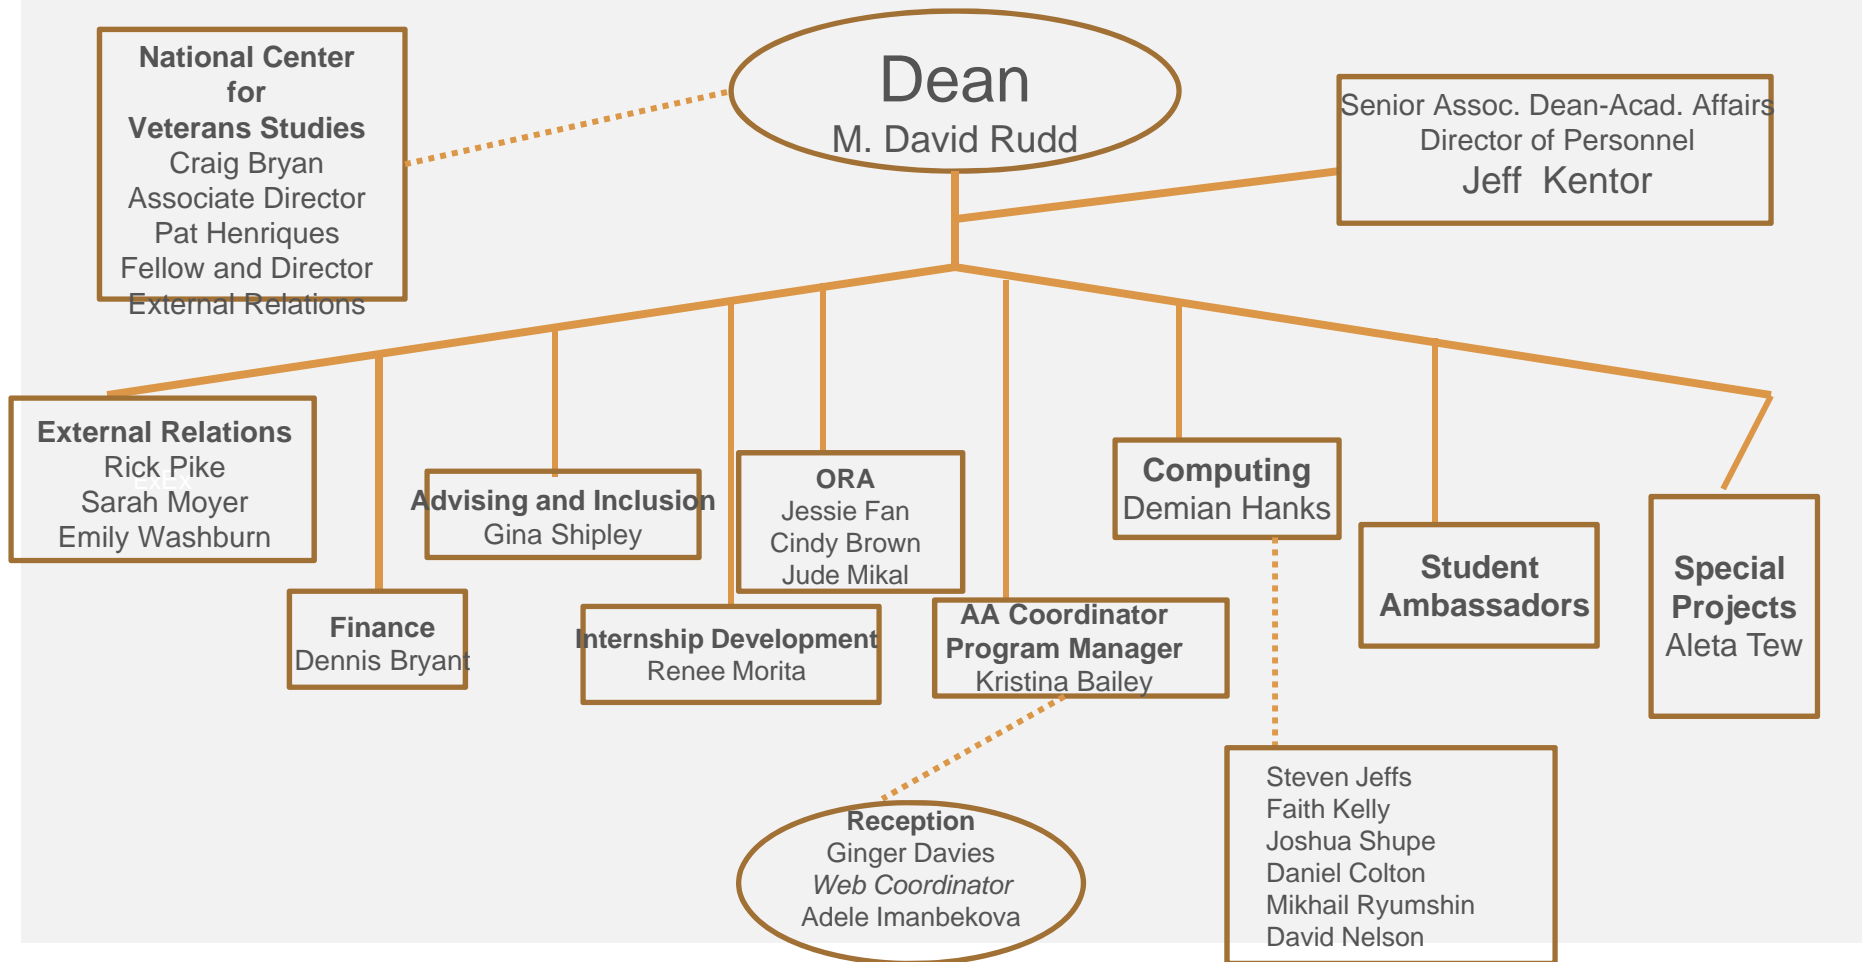 National Center
for
Veterans Studies
Craig Bryan
Associate Director
Pat Henriques
Fellow and Director
External Relations
Dean
M. David Rudd
Senior Assoc. Dean-Acad. Affairs
Director of Personnel
Jeff Kentor
External Relations
Rick Pike
ExEx
Sarah Moyer
Emily Washburn
Finance
Dennis Bryant
Advising and Inclusion
Gina Shipley
Internship Development
Renee Morita
ORA
Jessie Fan
Cindy Brown
Jude Mikal
AA Coordinator
Program Manager
Kristina Bailey
Computing
Demian Hanks
Student
Ambassadors
Special
Projects
Aleta Tew
Reception
Ginger Davies
Web Coordinator
Adele Imanbekova
Steven Jeffs
Faith Kelly
Joshua Shupe
Daniel Colton
Mikhail Ryumshin
David Nelson